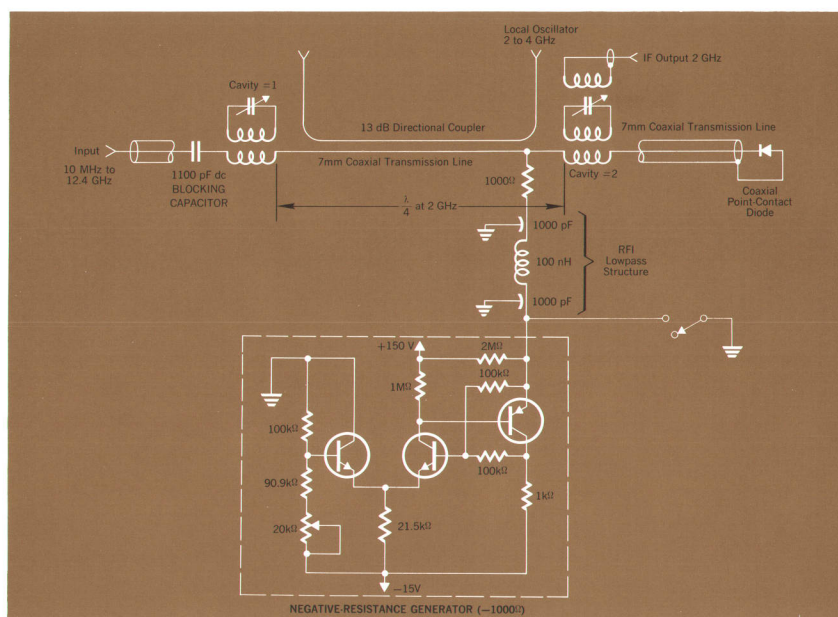 Local Oscillator
2 to 4 GHz
IF Output 2 GHz
Cavity =1
13 dB Directional Coupler
7mm Coaxial Transmission Line
Input
10 MHz to
12.4 GHz
1100 pF dc
BLOCKING
CAPACITOR
7mm Coaxial Transmission Line
Cavity =2
1000Ω
λ/4 at 2 GHz
Coaxial
Point-Contact
Diode
1000 pF
100 nH
1000 pF
RFI
Lowpass
Structure
+150 V
2MΩ
1MΩ
100kΩ
100kΩ
100kΩ
90.9kΩ
1kΩ
20kΩ
21.5kΩ
–15V
NEGATIVE-RESISTANCE GENERATOR (–1000Ω)